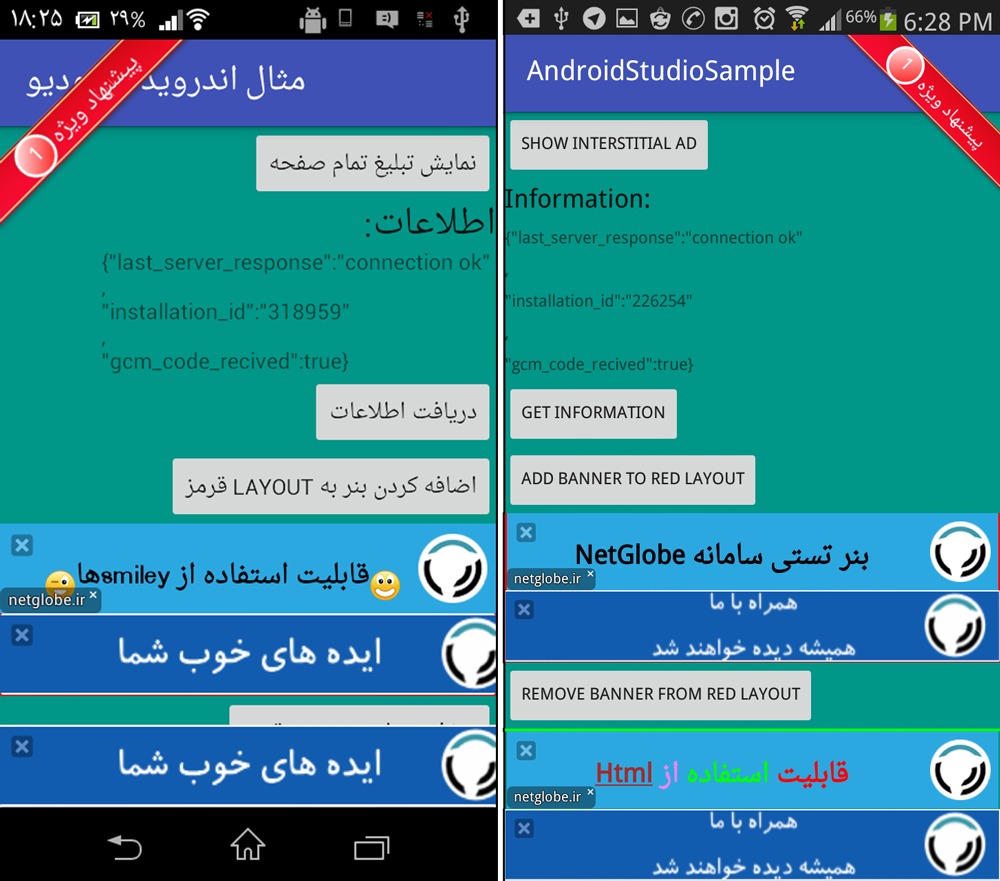 ۱۸:۲۵
۲۹%
مثال اندروید
دیو
پیشنهاد ویژه
1
نمایش تبلیغ تمام صفحه
اطلاعات:
{"last_server_response":"connection ok"
,
"installation_id":"318959"
,
"gcm_code_recived":true}
دریافت اطلاعات
اضافه کردن بنر به LAYOUT قرمز
قابلیت استفاده از smileyها
netglobe.ir
ایده های خوب شما
ایده های خوب شما
66%
6:28 PM
AndroidStudioSample
پیشنهاد ویژه
1
SHOW INTERSTITIAL AD
Information:
{"last_server_response":"connection ok"
,
"installation_id":"226254"
,
"gcm_code_recived":true}
GET INFORMATION
ADD BANNER TO RED LAYOUT
بنر تستی سامانه NetGlobe
netglobe.ir
همراه با ما
همیشه دیده خواهند شد
REMOVE BANNER FROM RED LAYOUT
قابلیت استفاده از Html
netglobe.ir
همراه با ما
همیشه دیده خواهند شد